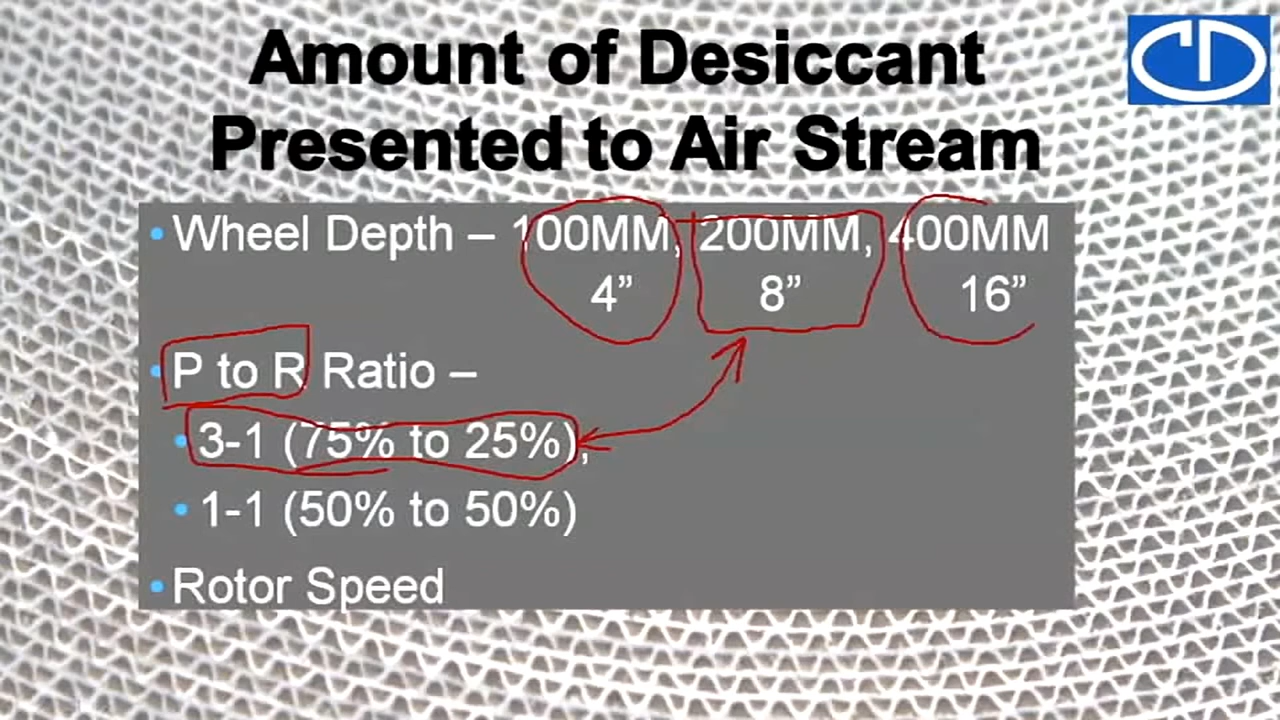 Amount of Desiccant
Presented to Air Stream
• Wheel Depth – 100MM, 200MM, 400MM
4” 8” 16”
• P to R Ratio –
• 3-1 (75% to 25%),
• 1-1 (50% to 50%)
• Rotor Speed